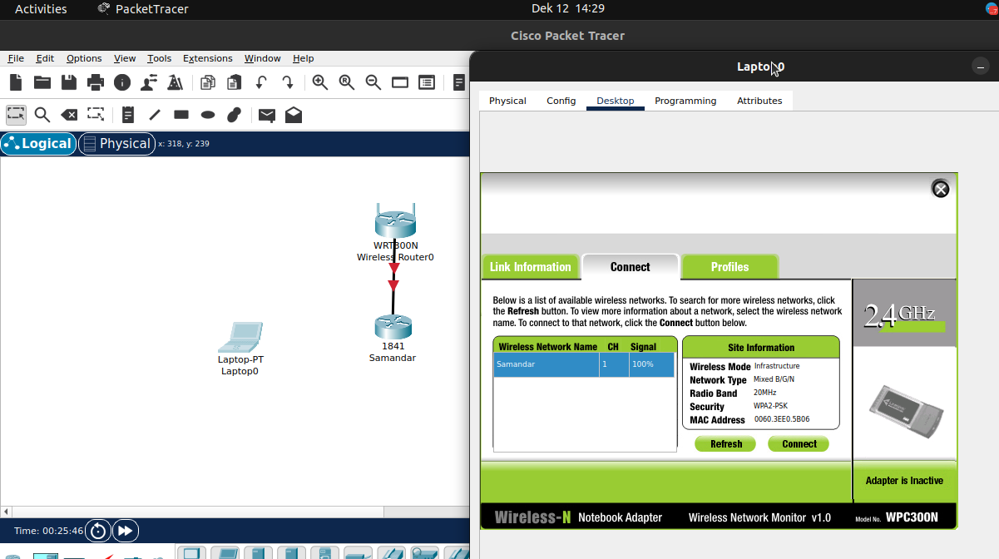 Activities PacketTracer Dek 12 14:29
Cisco Packet Tracer
File Edit Options View Tools Extensions Window Help
Laptop0
Physical Config Desktop Programming Attributes
Logical Physical x: 318, y: 239
WRT300N
Wireless Router0
1841
Samandar
Laptop-PT
Laptop0
Link Information Connect Profiles
Below is a list of available wireless networks. To search for more wireless networks, click
the Refresh button. To view more information about a network, select the wireless network
name. To connect to that network, click the Connect button below.
2.4GHz
Wireless Network Name CH Signal
Samandar 1 100%
Site Information
Wireless Mode Infrastructure
Network Type Mixed B/G/N
Radio Band 20MHz
Security WPA2-PSK
MAC Address 0060.3EE0.5B06
Refresh Connect
Adapter is Inactive
Wireless-N Notebook Adapter Wireless Network Monitor v1.0 Model No. WPC300N
Time: 00:25:46